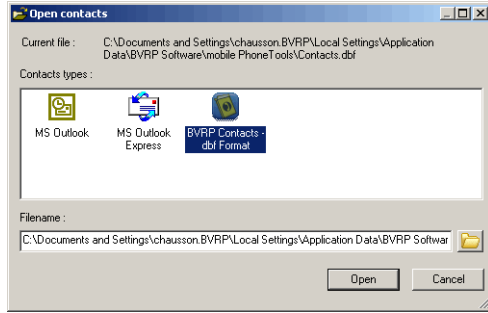 Open contacts
Current file : C:\Documents and Settings\chausson.BVRP\Local Settings\Application
Data\BVRP Software\mobile PhoneTools\Contacts.dbf
Contacts types :
MS Outlook MS Outlook BVRP Contacts -
Express dbf Format
Filename :
C:\Documents and Settings\chausson.BVRP\Local Settings\Application Data\BVRP Softwar
Open Cancel